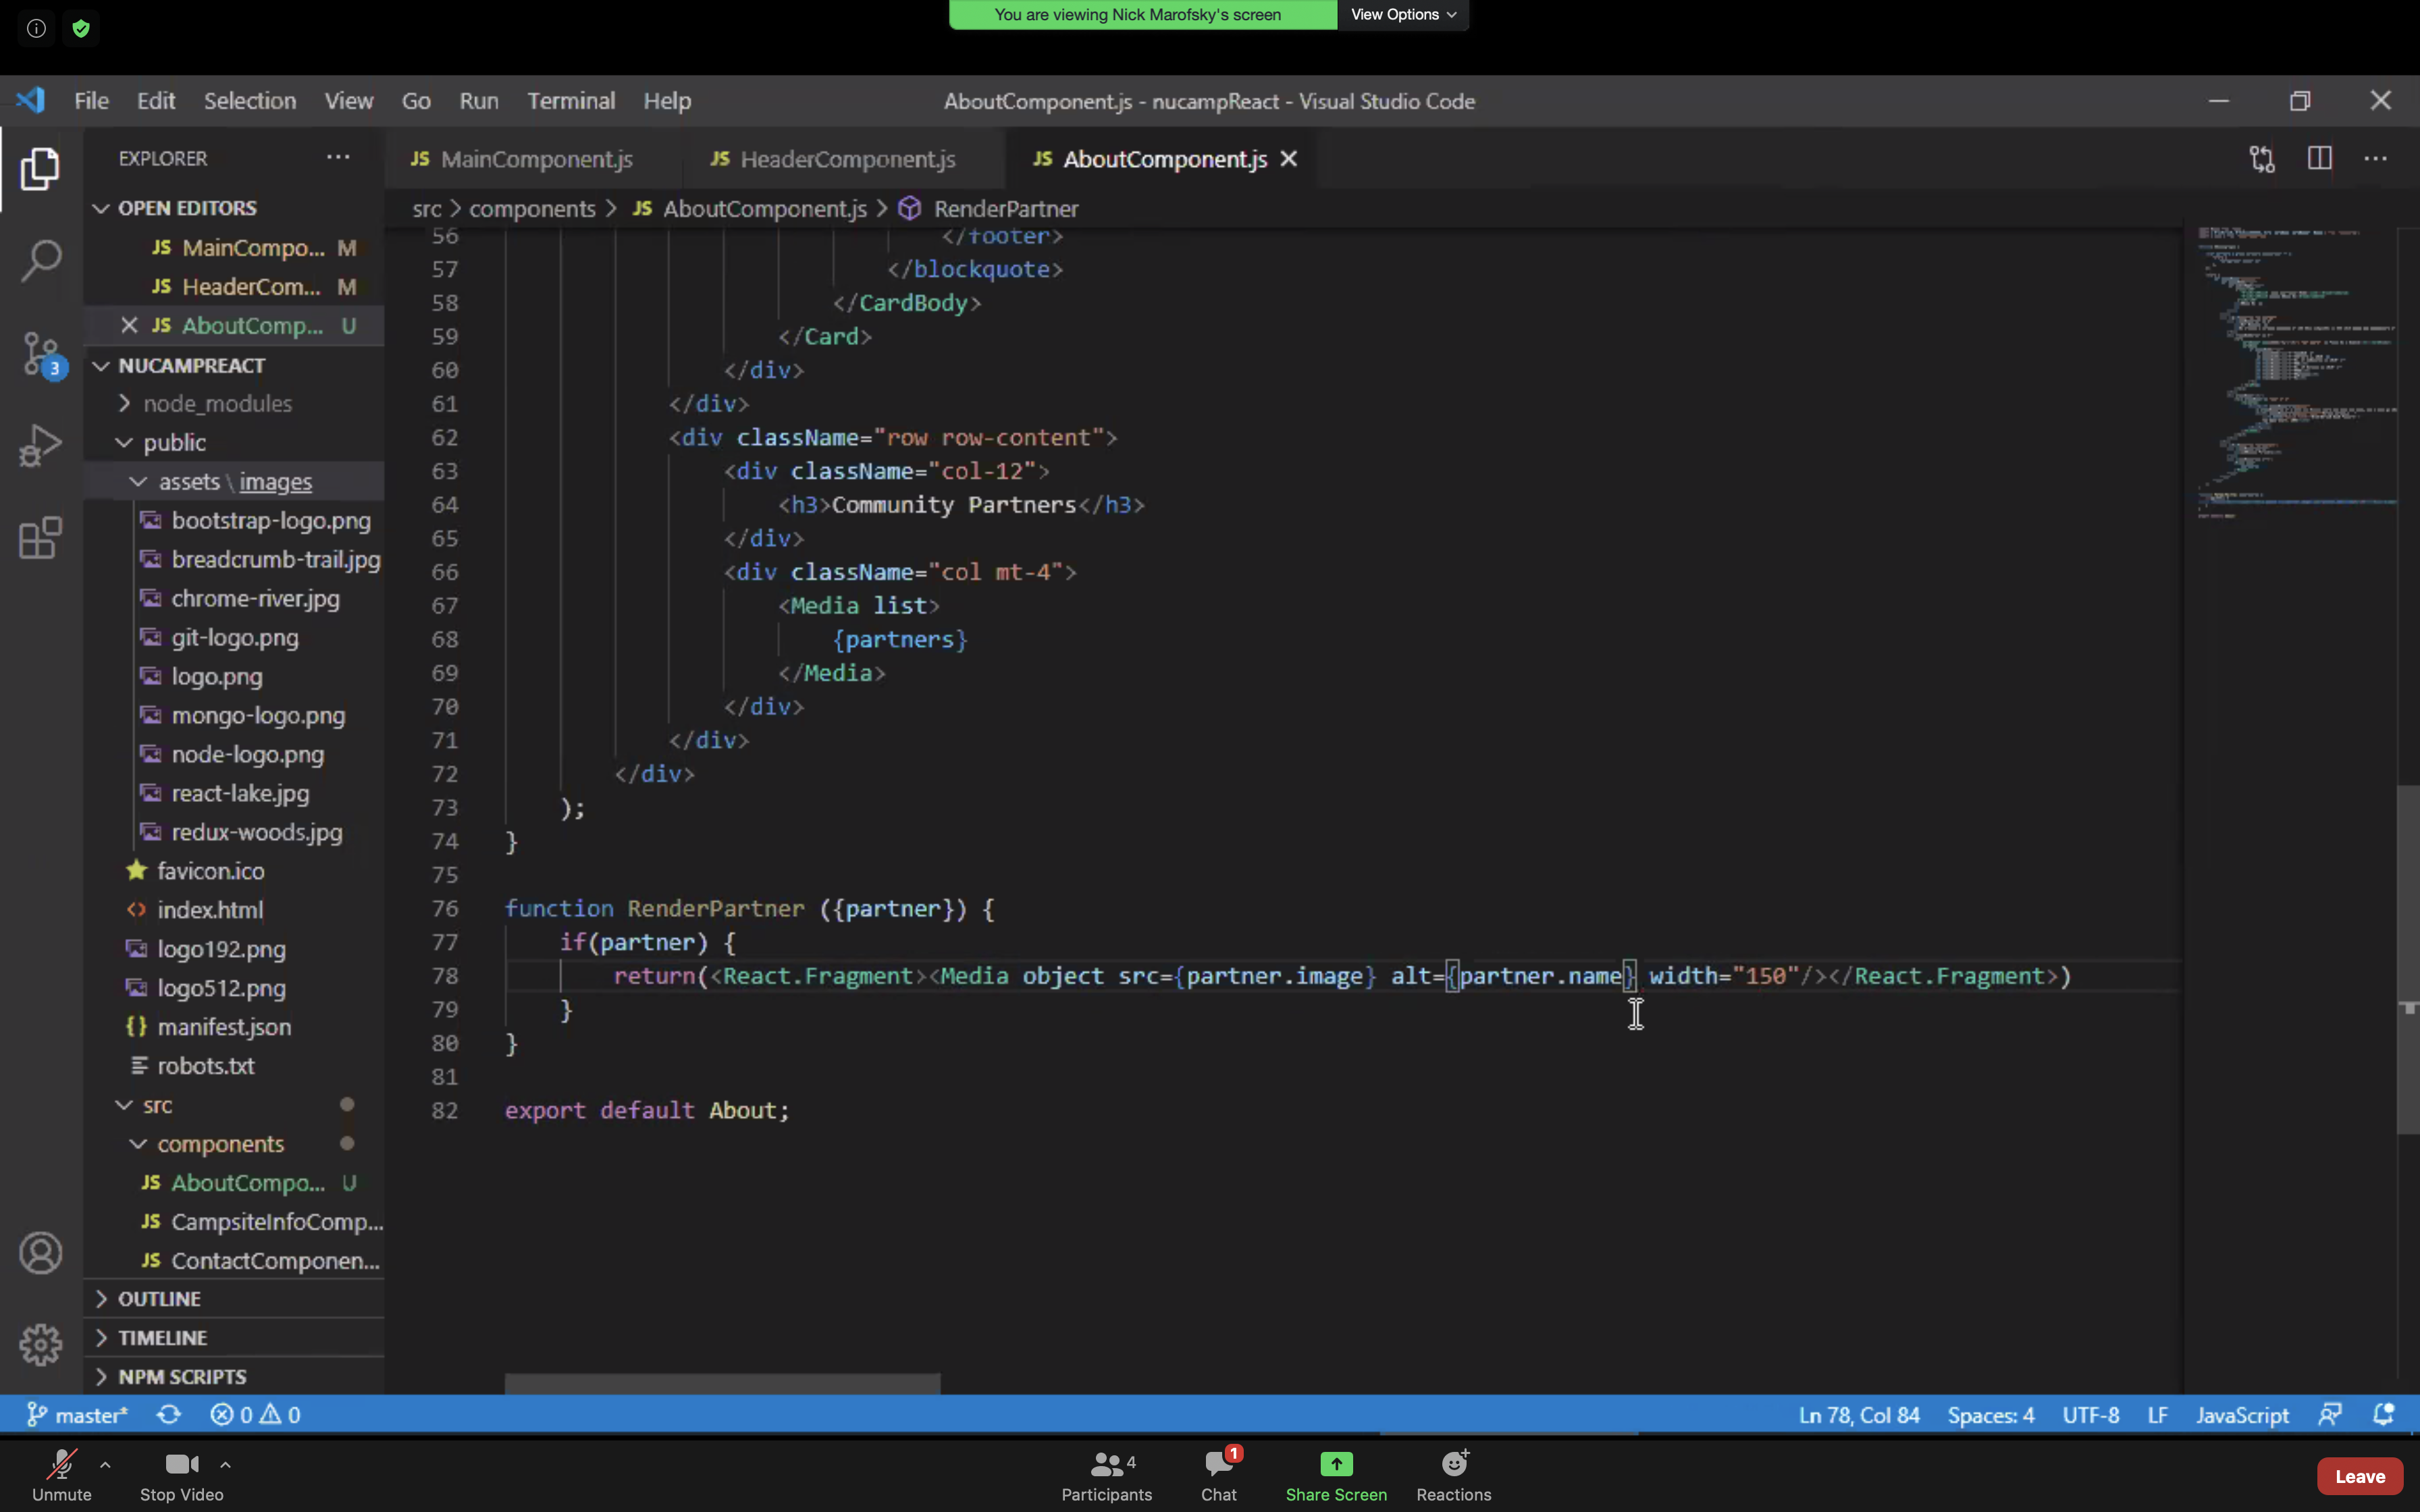 You are viewing Nick Marofsky's screen View Options
File Edit Selection View Go Run Terminal Help AboutComponent.js - nucampReact - Visual Studio Code
EXPLORER ···
OPEN EDITORS
JS MainCompo... M
JS HeaderCom... M
JS AboutComp... U
NUCAMPREACT
node_modules
public
assets \ images
bootstrap-logo.png
breadcrumb-trail.jpg
chrome-river.jpg
git-logo.png
logo.png
mongo-logo.png
node-logo.png
react-lake.jpg
redux-woods.jpg
favicon.ico
index.html
logo192.png
logo512.png
manifest.json
robots.txt
src
components
JS AboutCompo... U
JS CampsiteInfoComp...
JS ContactComponen...
OUTLINE
TIMELINE
NPM SCRIPTS
3
JS MainComponent.js JS HeaderComponent.js JS AboutComponent.js
src > components > JS AboutComponent.js > RenderPartner
56 </footer>
57 </blockquote>
58 </CardBody>
59 </Card>
60 </div>
61 </div>
62 <div className="row row-content">
63 <div className="col-12">
64 <h3>Community Partners</h3>
65 </div>
66 <div className="col mt-4">
67 <Media list>
68 {partners}
69 </Media>
70 </div>
71 </div>
72 </div>
73 );
74 }
75
76 function RenderPartner ({partner}) {
77 if(partner) {
78 return(<React.Fragment><Media object src={partner.image} alt={partner.name} width="150"/></React.Fragment>)
79 }
80 }
81
82 export default About;
master* 0 0 Ln 78, Col 84 Spaces: 4 UTF-8 LF JavaScript
Unmute Stop Video Participants 4 Chat 1 Share Screen Reactions Leave